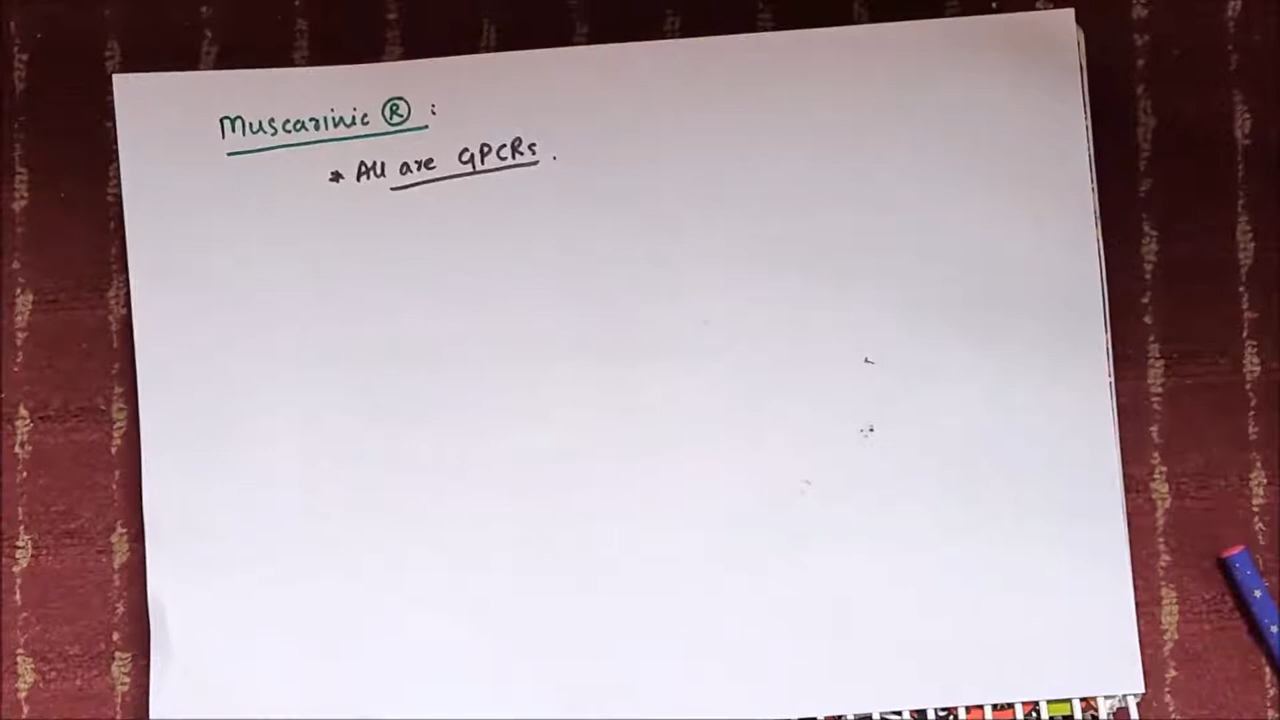 Muscarinic Ⓡ :
* All are GPCRs.